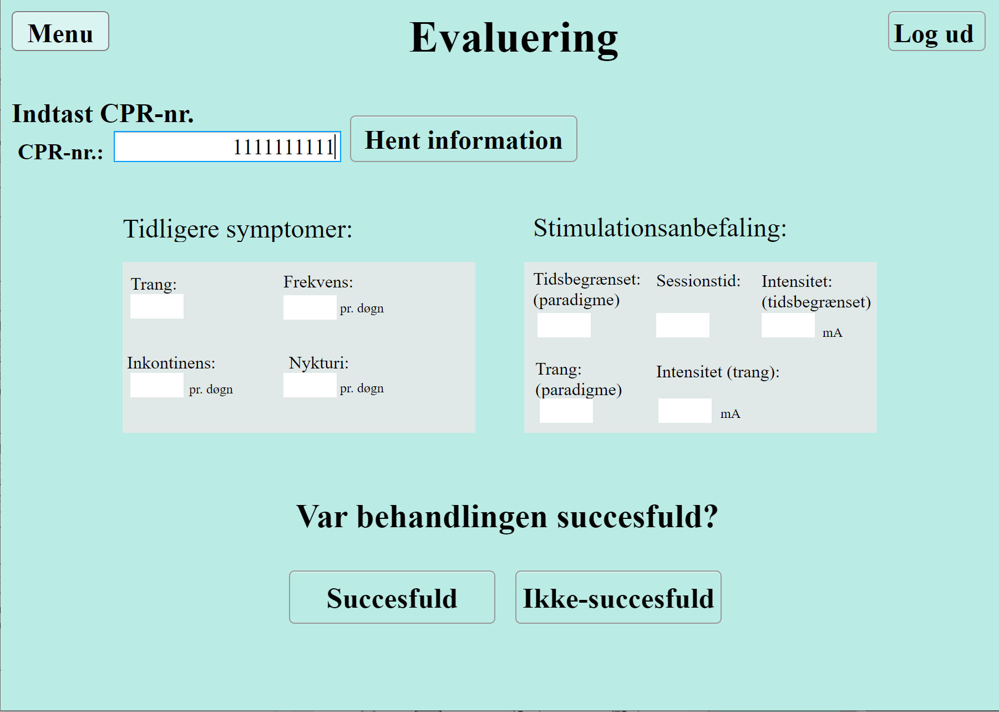 Menu
Evaluering
Log ud
Indtast CPR-nr.
CPR-nr.:
1111111111
Hent information
Tidligere symptomer:
Trang:
Frekvens:
pr. døgn
Inkontinens:
pr. døgn
Nykturi:
pr. døgn
Stimulationsanbefaling:
Tidsbegrænset:
(paradigme)
Sessionstid:
Intensitet:
(tidsbegrænset)
mA
Trang:
(paradigme)
Intensitet (trang):
mA
Var behandlingen succesfuld?
Succesfuld
Ikke-succesfuld